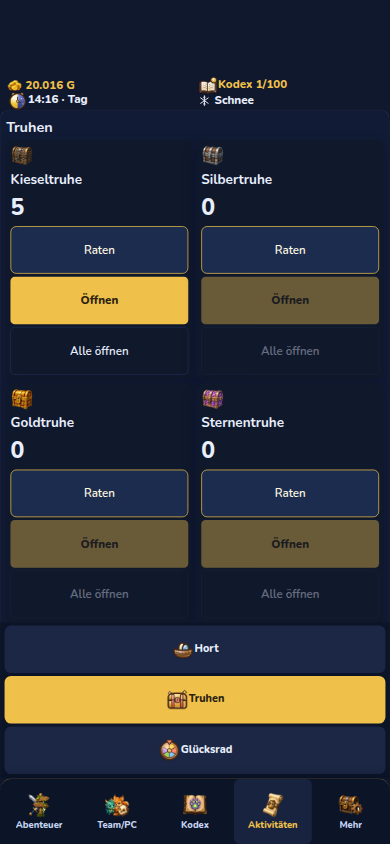 20.016 G
Kodex 1/100
14:16 · Tag
Schnee
Truhen
Kieseltruhe
5
Raten
Öffnen
Alle öffnen
Silbertruhe
0
Raten
Öffnen
Alle öffnen
Goldtruhe
0
Raten
Öffnen
Alle öffnen
Sternentruhe
0
Raten
Öffnen
Alle öffnen
Hort
Truhen
Glücksrad
Abenteuer
Team/PC
Kodex
Aktivitäten
Mehr